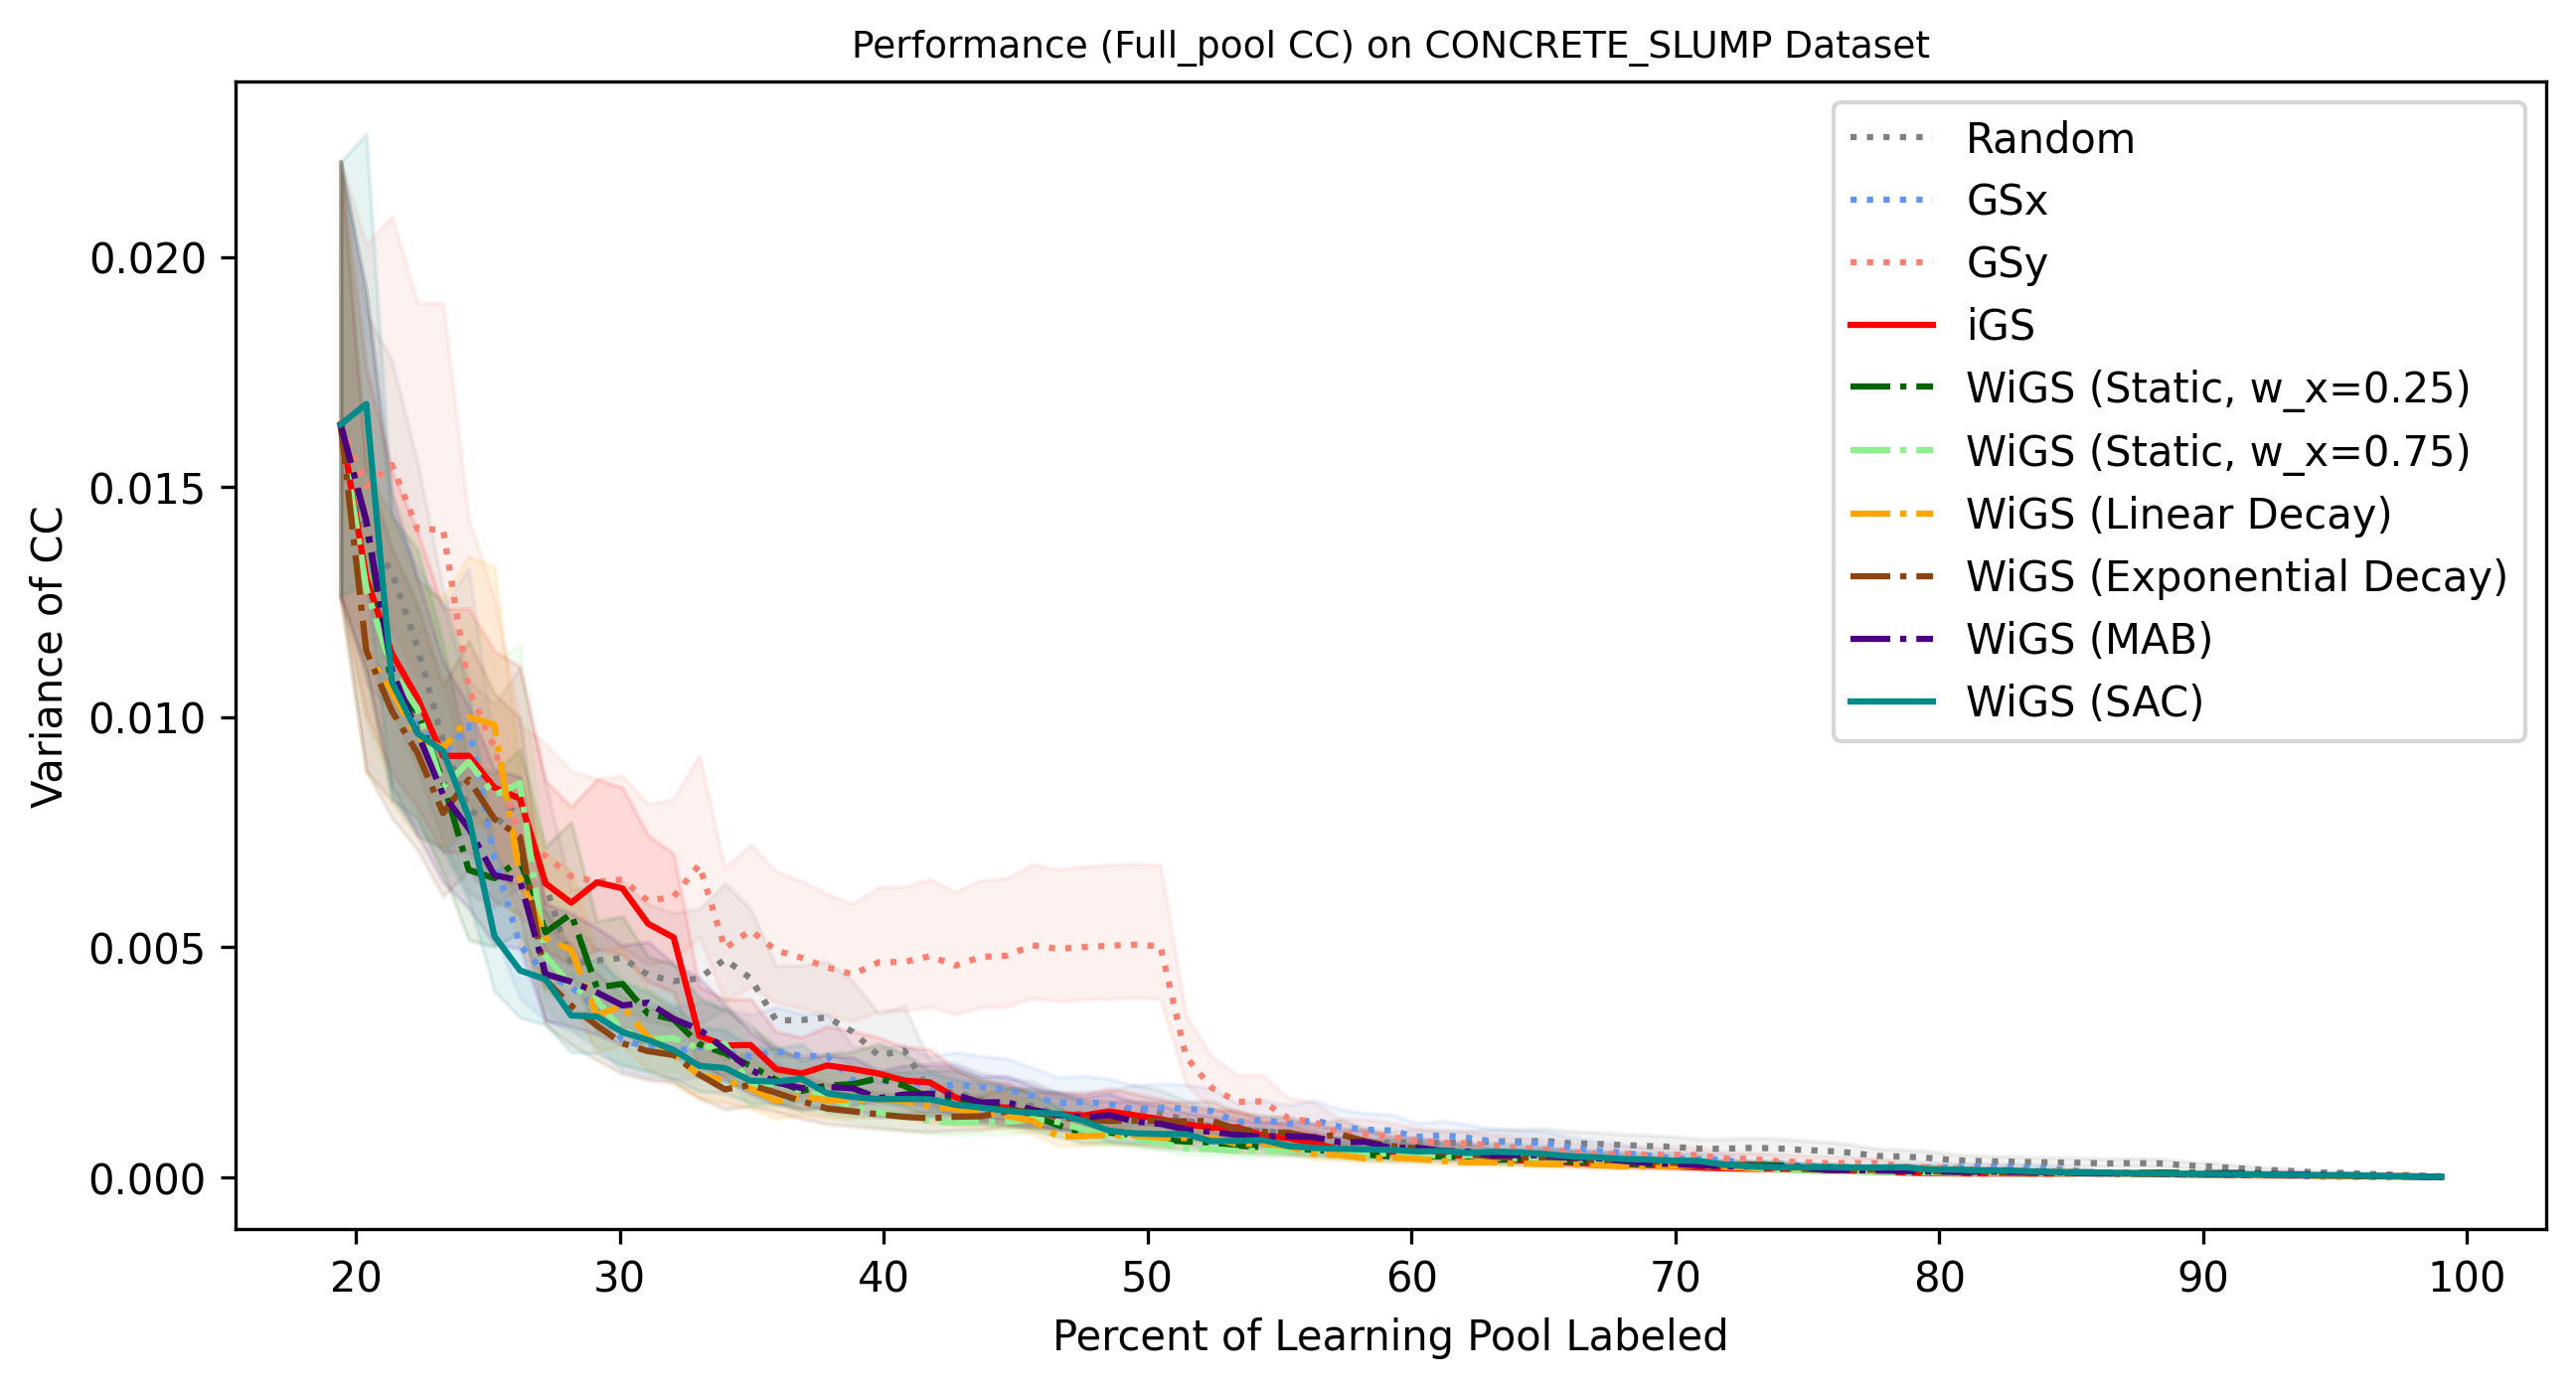 Performance (Full_pool CC) on CONCRETE_SLUMP Dataset
Variance of CC
0.020
0.015
0.010
0.005
0.000
Random
GSx
GSy
iGS
WiGS (Static, w_x=0.25)
WiGS (Static, w_x=0.75)
WiGS (Linear Decay)
WiGS (Exponential Decay)
WiGS (MAB)
WiGS (SAC)
20 30 40 50 60 70 80 90 100
Percent of Learning Pool Labeled